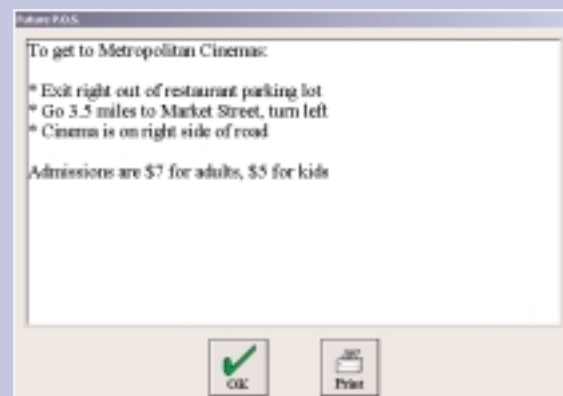 Future P.O.S.
To get to Metropolitan Cinemas:
* Exit right out of restaurant parking lot
* Go 3.5 miles to Market Street, turn left
* Cinema is on right side of road
Admissions are $7 for adults, $5 for kids
OK
Print